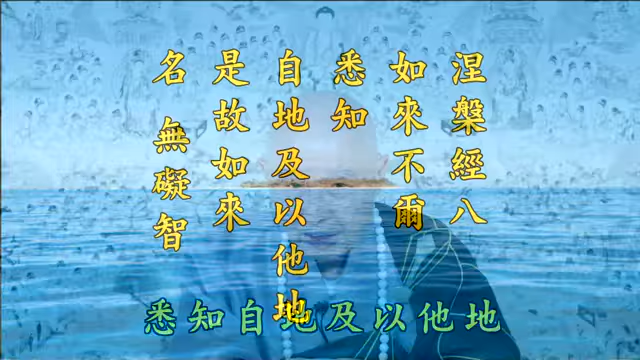 涅槃經八
如來不爾
悉知
自地及以他地
是故如來
名 無礙智
悉知自地及以他地